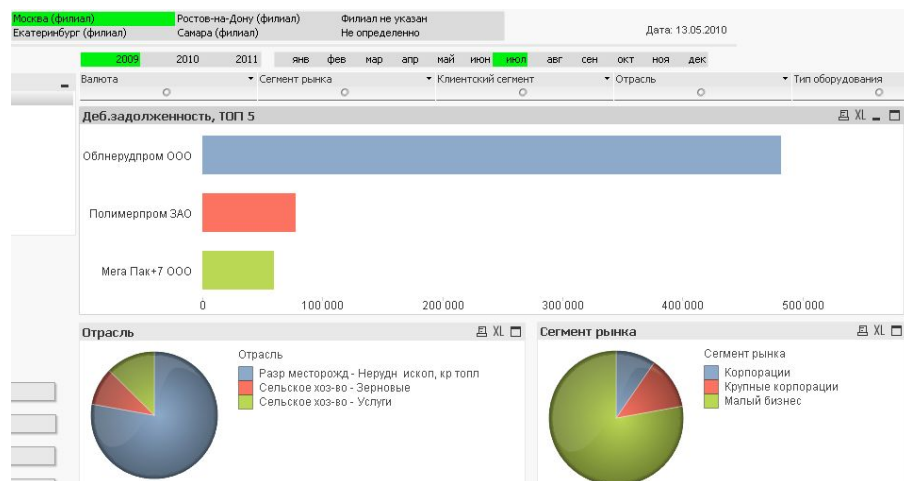 Москва (филиал) Ростов-на-Дону (филиал) Филиал не указан
Екатеринбург (филиал) Самара (филиал) Не определенно
Дата: 13.05.2010
2009 2010 2011 янв фев мар апр май июн июл авг сен окт ноя дек
Валюта Сегмент рынка Клиентский сегмент Отрасль Тип оборудования
Деб.задолженность, ТОП 5 XL
Облнерудпром ООО
Полимерпром ЗАО
Мега Пак+7 ООО
0 100 000 200 000 300 000 400 000 500 000
Отрасль XL
Отрасль
Разр месторожд - Нерудн ископ, кр топл
Сельское хоз-во - Зерновые
Сельское хоз-во - Услуги
Сегмент рынка XL
Сегмент рынка
Корпорации
Крупные корпорации
Малый бизнес